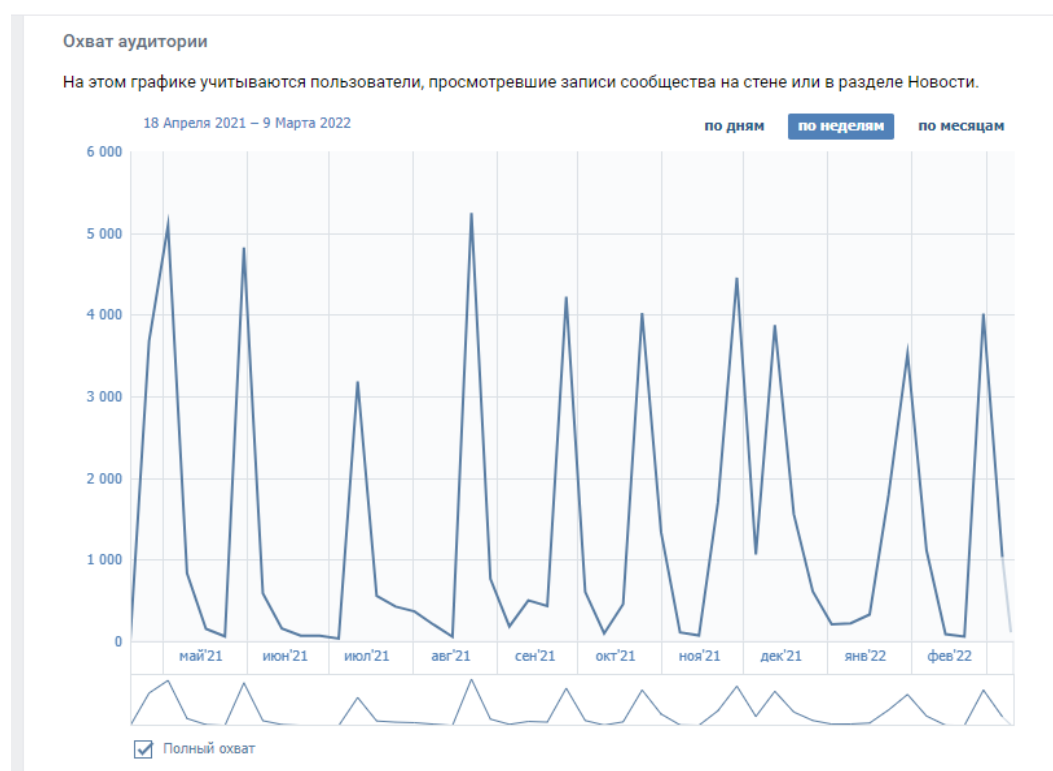 Охват аудитории
На этом графике учитываются пользователи, просмотревшие записи сообщества на стене или в разделе Новости.
18 Апреля 2021 – 9 Марта 2022 по дням по неделям по месяцам
6 000
5 000
4 000
3 000
2 000
1 000
0
май'21 июн'21 июл'21 авг'21 сен'21 окт'21 ноя'21 дек'21 янв'22 фев'22
Полный охват